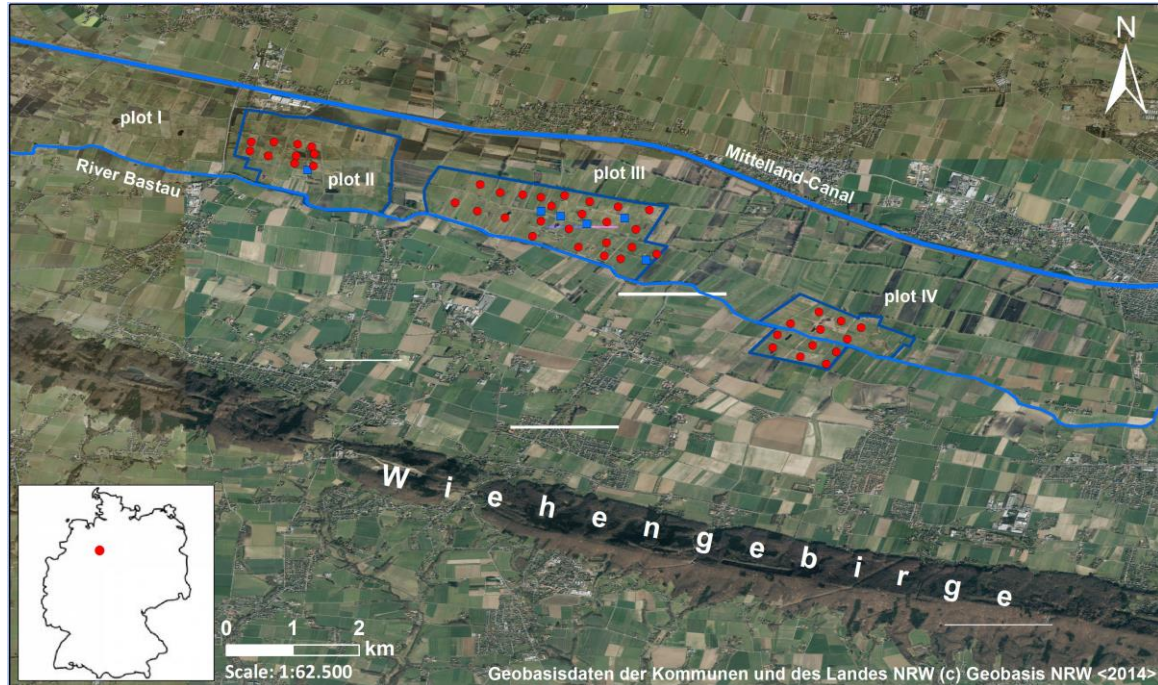 N
plot I
River Bastau
plot II
plot III
Mittelland-Canal
plot IV
Wiehengebirge
0 1 2
km
Scale: 1:62.500
Geobasisdaten der Kommunen und des Landes NRW (c) Geobasis NRW <2014>